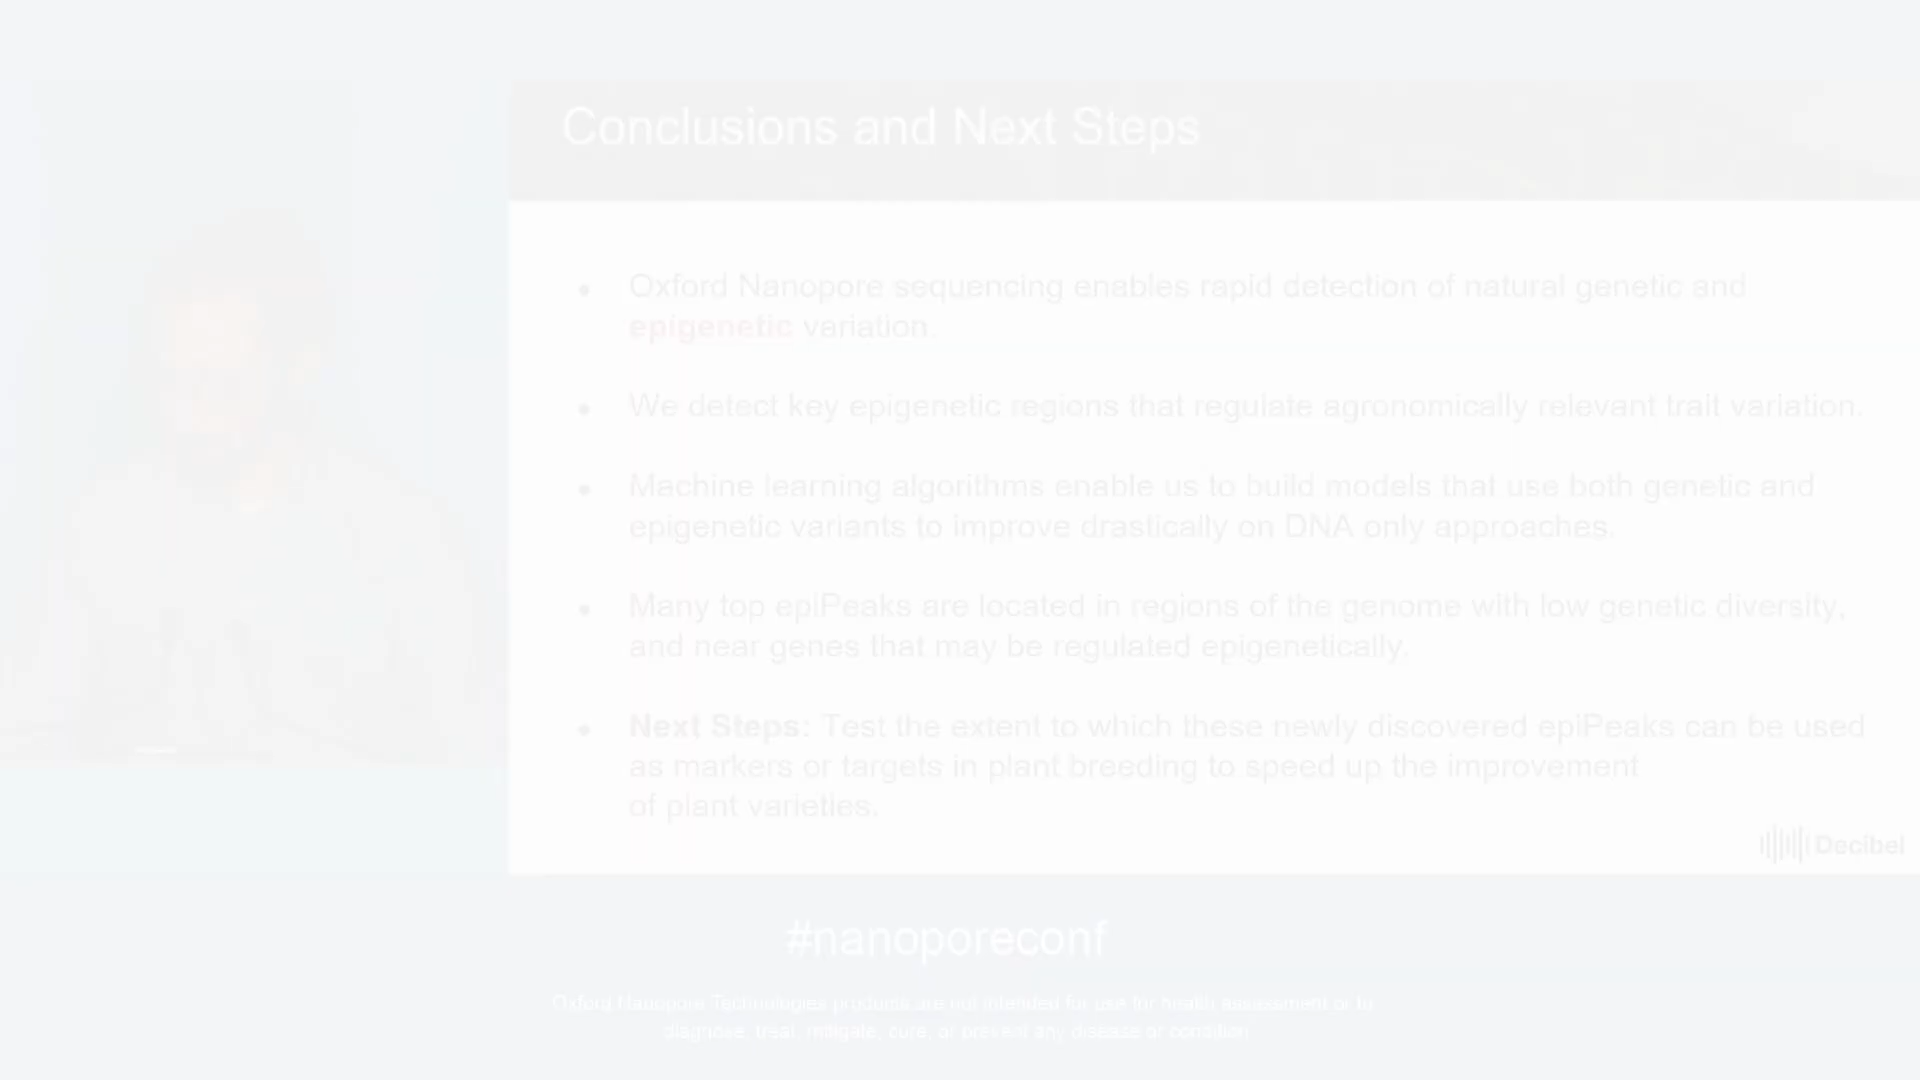 Conclusions and Next Steps
• Oxford Nanopore sequencing enables rapid detection of natural genetic and
epigenetic variation.
• We detect key epigenetic regions that regulate agronomically relevant trait variation.
• Machine learning algorithms enable us to build models that use both genetic and
epigenetic variants to improve drastically on DNA only approaches.
• Many top epiPeaks are located in regions of the genome with low genetic diversity,
and near genes that may be regulated epigenetically.
• Next Steps: Test the extent to which these newly discovered epiPeaks can be used
as markers or targets in plant breeding to speed up the improvement
of plant varieties.
Decibel
#nanoporeconf
Oxford Nanopore Technologies products are not intended for use for health assessment or to
diagnose, treat, mitigate, cure, or prevent any disease or condition.